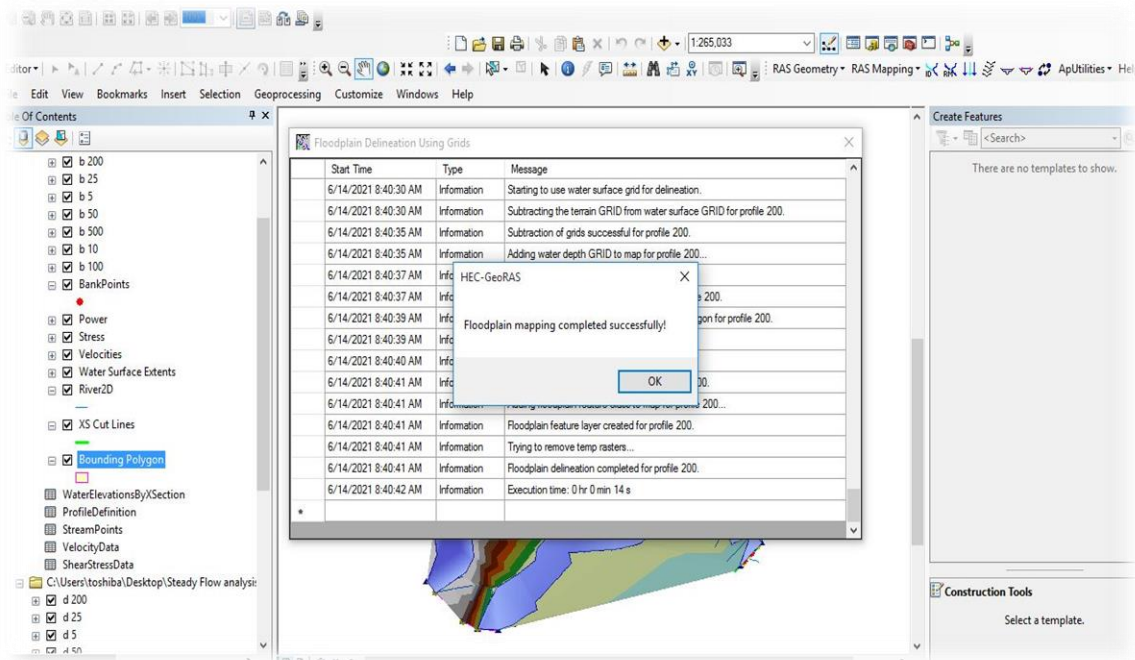 1:265,033
RAS Geometry RAS Mapping ApUtilities Hel
Edit View Bookmarks Insert Selection Geoprocessing Customize Windows Help
Of Contents
b 200
b 25
b 5
b 50
b 500
b 10
b 100
BankPoints
Power
Stress
Velocities
Water Surface Extents
River2D
XS Cut Lines
Bounding Polygon
WaterElevationsByXSection
ProfileDefinition
StreamPoints
VelocityData
ShearStressData
C:\Users\toshiba\Desktop\Steady Flow analysi
d 200
d 25
d 5
d 50
Floodplain Delineation Using Grids
Start Time Type Message
6/14/2021 8:40:30 AM Information Starting to use water surface grid for delineation.
6/14/2021 8:40:30 AM Information Subtracting the terrain GRID from water surface GRID for profile 200.
6/14/2021 8:40:35 AM Information Subtraction of grids successful for profile 200.
6/14/2021 8:40:35 AM Information Adding water depth GRID to map for profile 200...
6/14/2021 8:40:37 AM
6/14/2021 8:40:37 AM 200.
6/14/2021 8:40:39 AM for profile 200.
6/14/2021 8:40:39 AM
6/14/2021 8:40:40 AM
6/14/2021 8:40:41 AM
6/14/2021 8:40:41 AM 200...
6/14/2021 8:40:41 AM Information Floodplain feature layer created for profile 200.
6/14/2021 8:40:41 AM Information Trying to remove temp rasters...
6/14/2021 8:40:41 AM Information Floodplain delineation completed for profile 200.
6/14/2021 8:40:42 AM Information Execution time: 0 hr 0 min 14 s
HEC-GeoRAS
Floodplain mapping completed successfully!
OK
Create Features
<Search>
There are no templates to show.
Construction Tools
Select a template.